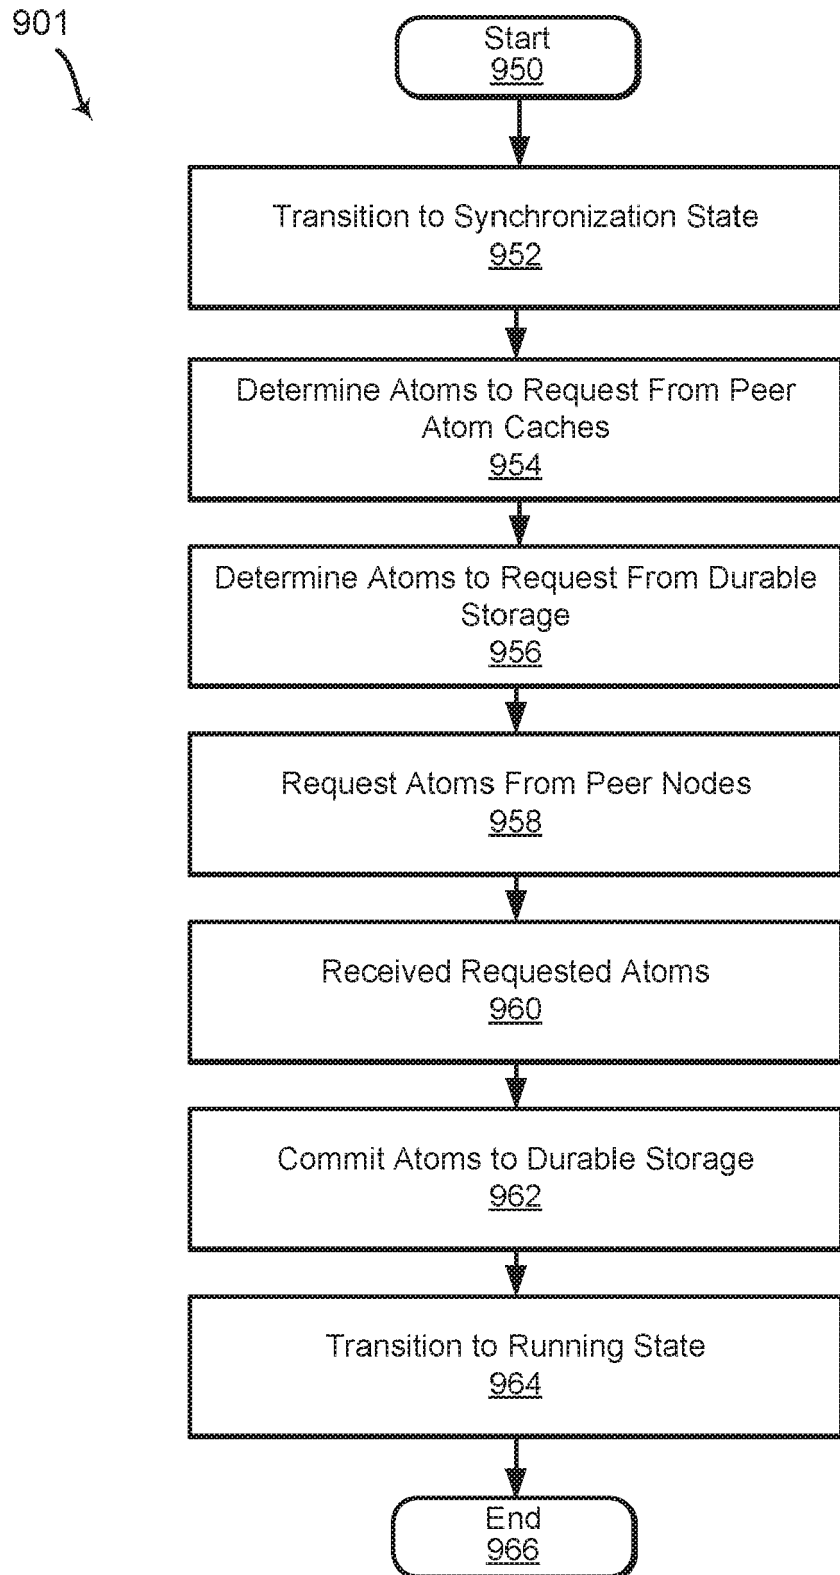 901
Start
950
Transition to Synchronization State
952
Determine Atoms to Request From Peer
Atom Caches
954
Determine Atoms to Request From Durable
Storage
956
Request Atoms From Peer Nodes
958
Received Requested Atoms
960
Commit Atoms to Durable Storage
962
Transition to Running State
964
End
966